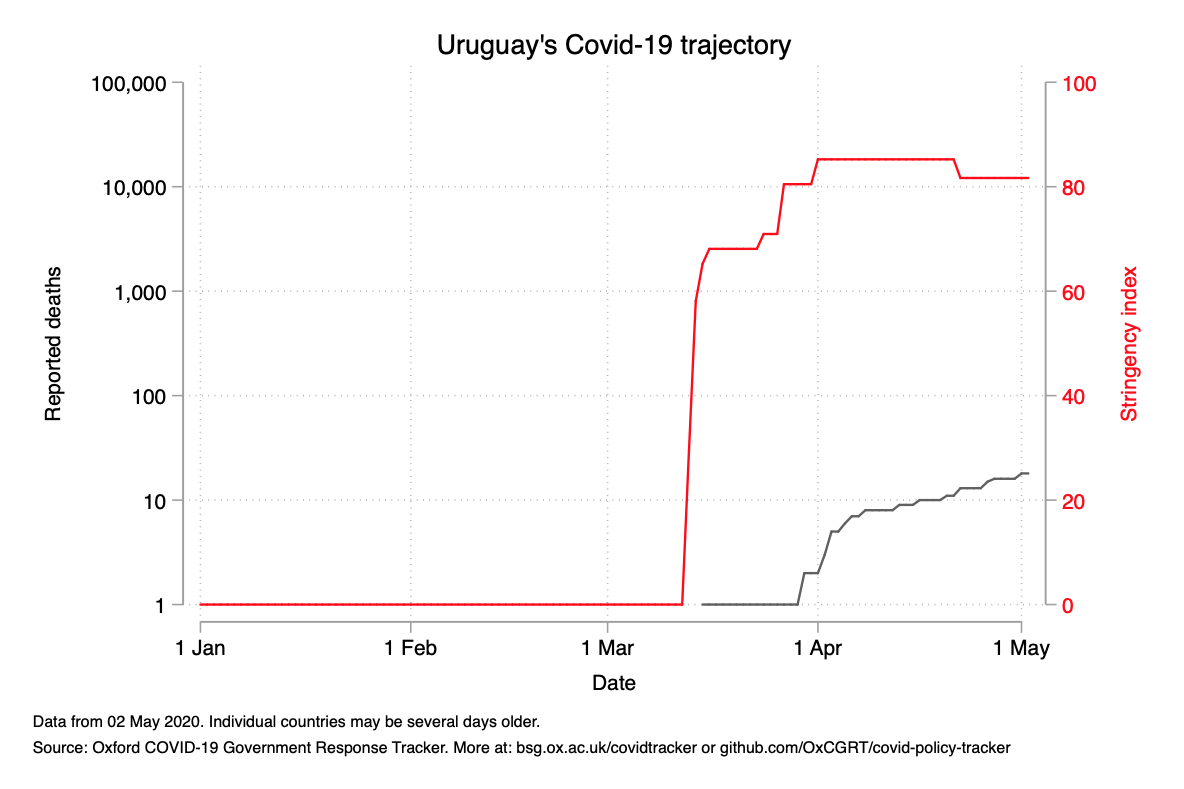 Uruguay's Covid-19 trajectory
100,000
10,000
1,000
100
10
1
Reported deaths
100
80
60
40
20
0
Stringency index
1 Jan 1 Feb 1 Mar 1 Apr 1 May
Date
Data from 02 May 2020. Individual countries may be several days older.
Source: Oxford COVID-19 Government Response Tracker. More at: bsg.ox.ac.uk/covidtracker or github.com/OxCGRT/covid-policy-tracker